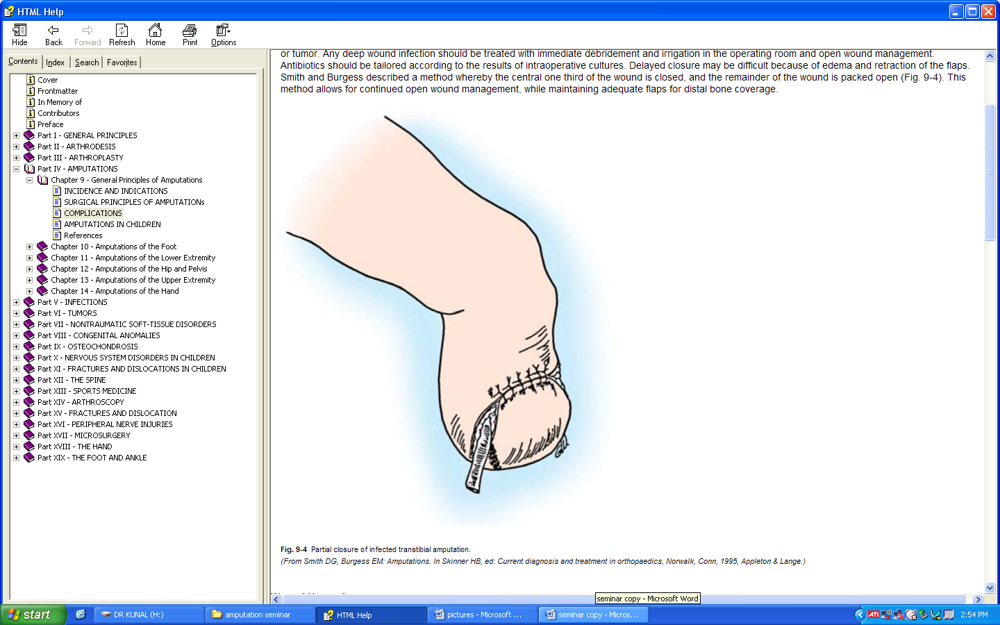 HTML Help
Hide
Back
Forward
Refresh
Home
Print
Options
Contents
Index
Search
Favorites
Cover
Frontmatter
In Memory of
Contributors
Preface
Part I - GENERAL PRINCIPLES
Part II - ARTHRODESIS
Part III - ARTHROPLASTY
Part IV - AMPUTATIONS
Chapter 9 - General Principles of Amputations
INCIDENCE AND INDICATIONS
SURGICAL PRINCIPLES OF AMPUTATIONs
COMPLICATIONS
AMPUTATIONS IN CHILDREN
References
Chapter 10 - Amputations of the Foot
Chapter 11 - Amputations of the Lower Extremity
Chapter 12 - Amputations of the Hip and Pelvis
Chapter 13 - Amputations of the Upper Extremity
Chapter 14 - Amputations of the Hand
Part V - INFECTIONS
Part VI - TUMORS
Part VII - NONTRAUMATIC SOFT-TISSUE DISORDERS
Part VIII - CONGENITAL ANOMALIES
Part IX - OSTEOCHONDROSIS
Part X - NERVOUS SYSTEM DISORDERS IN CHILDREN
Part XI - FRACTURES AND DISLOCATIONS IN CHILDREN
Part XII - THE SPINE
Part XIII - SPORTS MEDICINE
Part XIV - ARTHROSCOPY
Part XV - FRACTURES AND DISLOCATION
Part XVI - PERIPHERAL NERVE INJURIES
Part XVII - MICROSURGERY
Part XVIII - THE HAND
Part XIX - THE FOOT AND ANKLE
or tumor. Any deep wound infection should be treated with immediate débridement and irrigation in the operating room and open wound management.
Antibiotics should be tailored according to the results of intraoperative cultures. Delayed closure may be difficult because of edema and retraction of the flaps.
Smith and Burgess described a method whereby the central one third of the wound is closed, and the remainder of the wound is packed open (Fig. 9-4). This
method allows for continued open wound management, while maintaining adequate flaps for distal bone coverage.
Fig. 9-4 Partial closure of infected transtibial amputation.
(From Smith DG, Burgess EM: Amputations. In Skinner HB, ed: Current diagnosis and treatment in orthopaedics, Norwalk, Conn, 1995, Appleton & Lange.)
seminar copy - Microsoft Word
start
DR KUNAL (H:)
amputation seminar
HTML Help
pictures - Microsoft ...
seminar copy - Micros...
ATI
2:54 PM